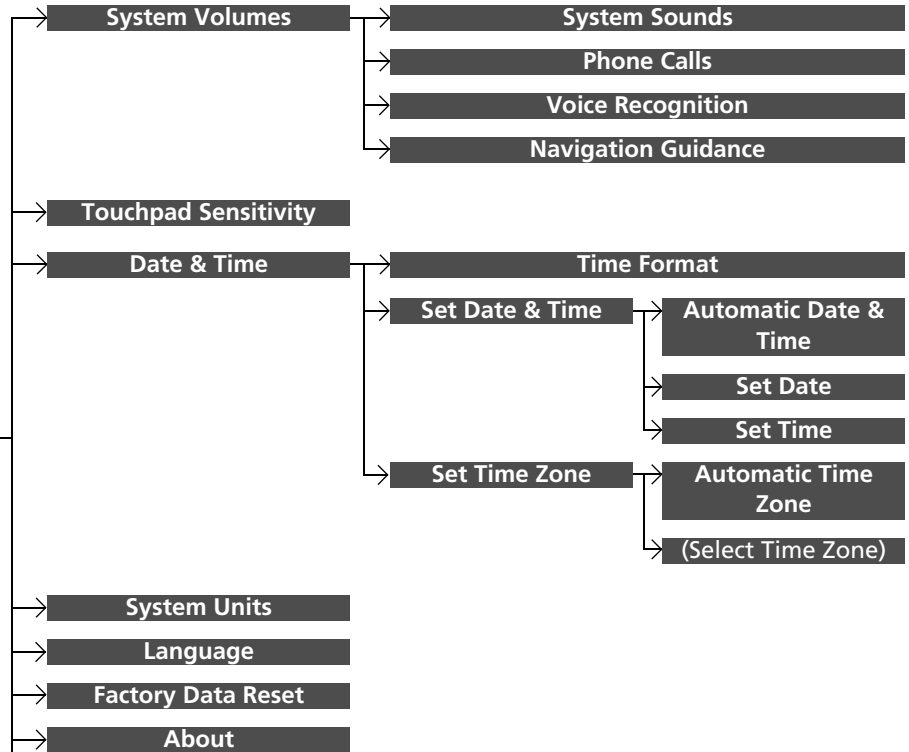 System Volumes
System Sounds
Phone Calls
Voice Recognition
Navigation Guidance
Touchpad Sensitivity
Date & Time
Time Format
Set Date & Time
Automatic Date &
Time
Set Date
Set Time
Set Time Zone
Automatic Time
Zone
(Select Time Zone)
System Units
Language
Factory Data Reset
About